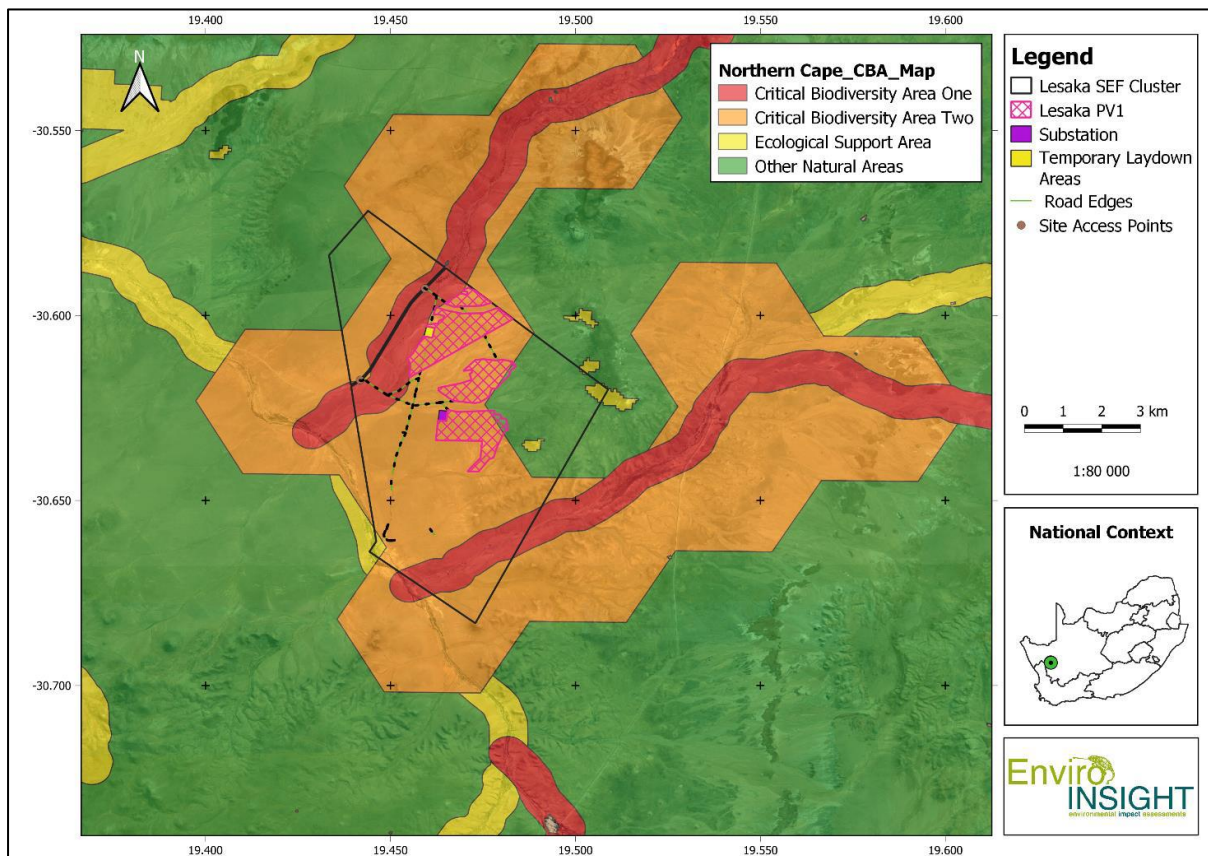 19.400
19.450
19.500
19.550
19.600
N
Northern Cape_CBA_Map
Critical Biodiversity Area One
Critical Biodiversity Area Two
Ecological Support Area
Other Natural Areas
-30.550
-30.600
-30.650
-30.700
19.400
19.450
19.500
19.550
19.600
Legend
Lesaka SEF Cluster
Lesaka PV1
Substation
Temporary Laydown
Areas
Road Edges
Site Access Points
0 1 2 3 km
1:80 000
National Context
Enviro
INSIGHT
environmental impact assessments